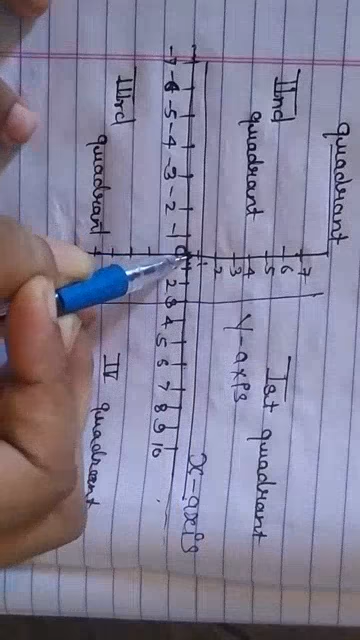 quadrant
IInd
quadrant
Ist quadrant
Y-axis
7
6
5
4
3
2
1
x-axis
-7 -6 -5 -4 -3 -2 -1 0 1 2 3 4 5 6 7 8 9 10
IIIrd
quadrant
IV quadrant